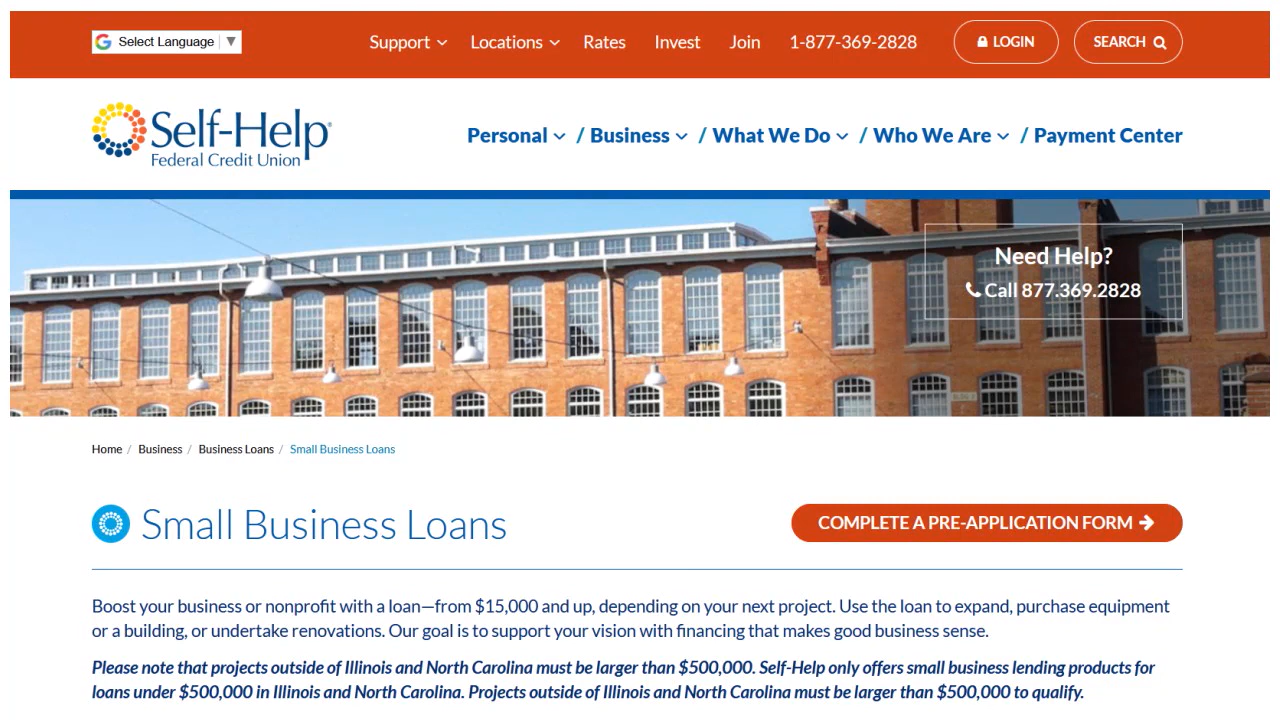 Select Language ▼
Support
Locations
Rates
Invest
Join
1-877-369-2828
LOGIN
SEARCH
Self-Help®
Federal Credit Union
Personal / Business / What We Do / Who We Are / Payment Center
Need Help?
Call 877.369.2828
Home / Business / Business Loans / Small Business Loans
Small Business Loans
COMPLETE A PRE-APPLICATION FORM
Boost your business or nonprofit with a loan—from $15,000 and up, depending on your next project. Use the loan to expand, purchase equipment
or a building, or undertake renovations. Our goal is to support your vision with financing that makes good business sense.
Please note that projects outside of Illinois and North Carolina must be larger than $500,000. Self-Help only offers small business lending products for
loans under $500,000 in Illinois and North Carolina. Projects outside of Illinois and North Carolina must be larger than $500,000 to qualify.